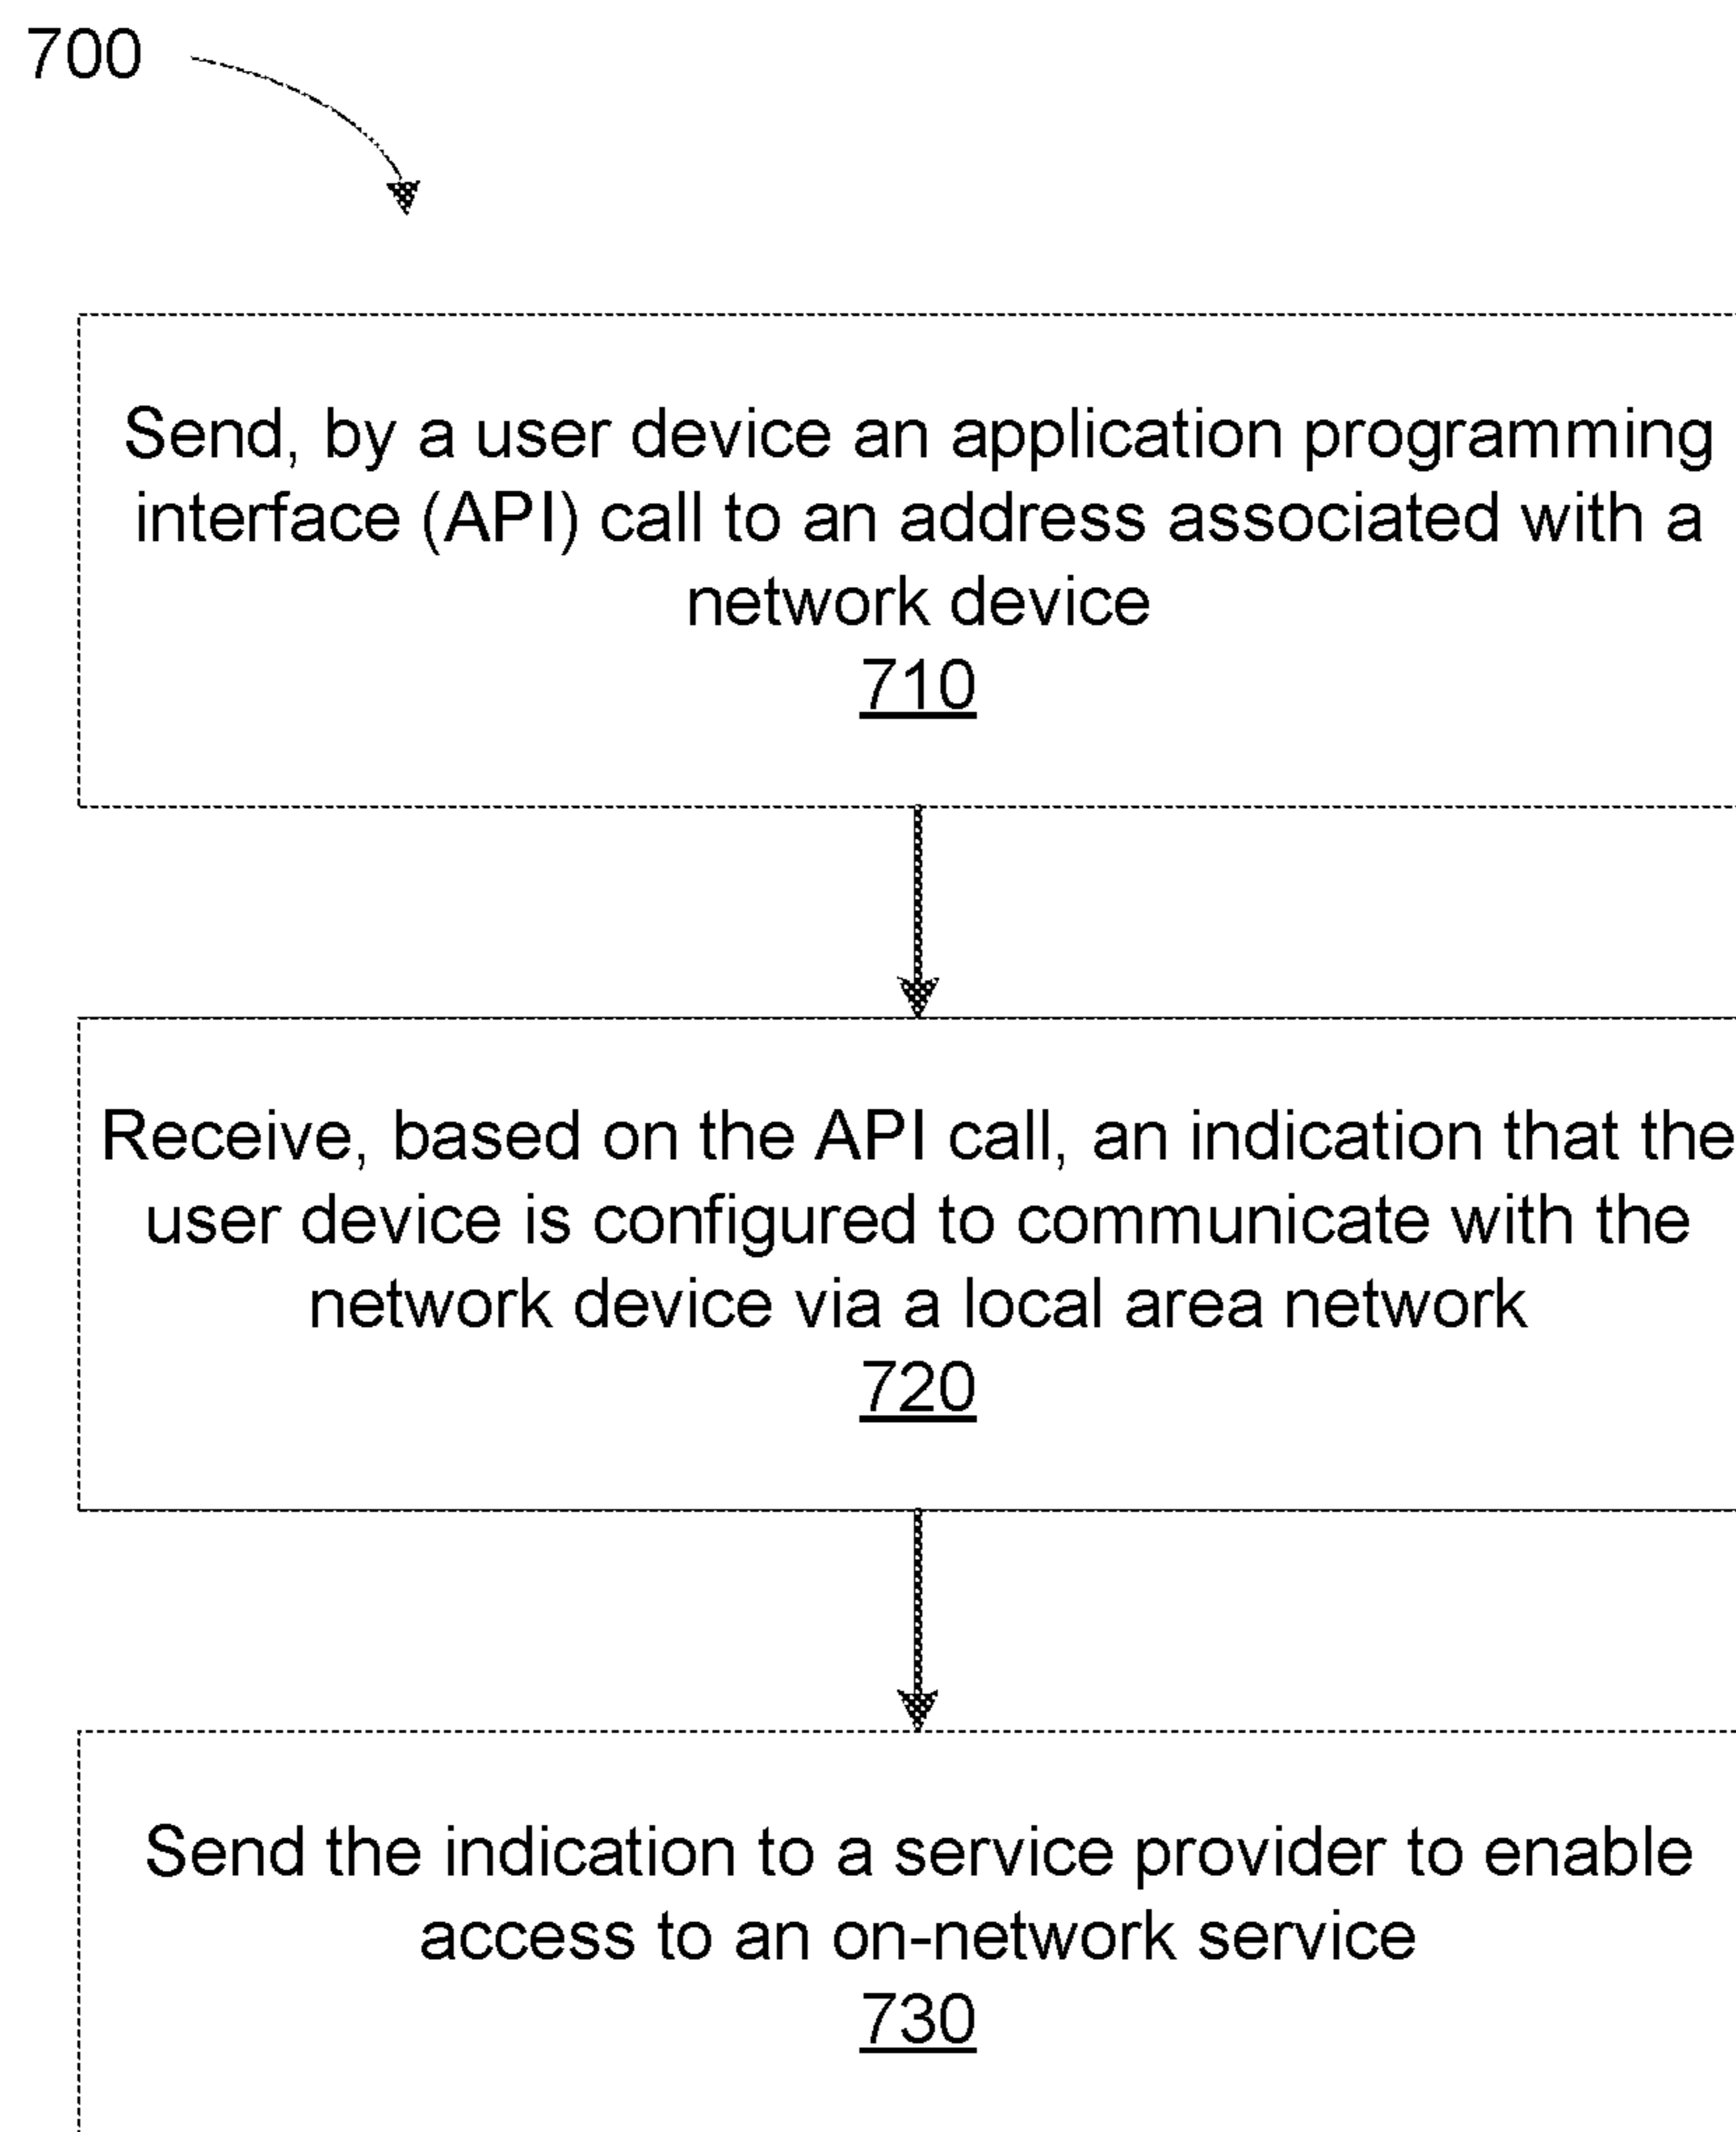 700
Send, by a user device an application programming
interface (API) call to an address associated with a
network device
710
Receive, based on the API call, an indication that the
user device is configured to communicate with the
network device via a local area network
720
Send the indication to a service provider to enable
access to an on-network service
730